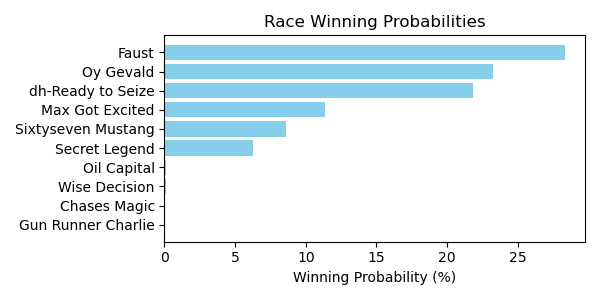 Race Winning Probabilities
Faust
Oy Gevald
dh-Ready to Seize
Max Got Excited
Sixtyseven Mustang
Secret Legend
Oil Capital
Wise Decision
Chases Magic
Gun Runner Charlie
0 5 10 15 20 25
Winning Probability (%)